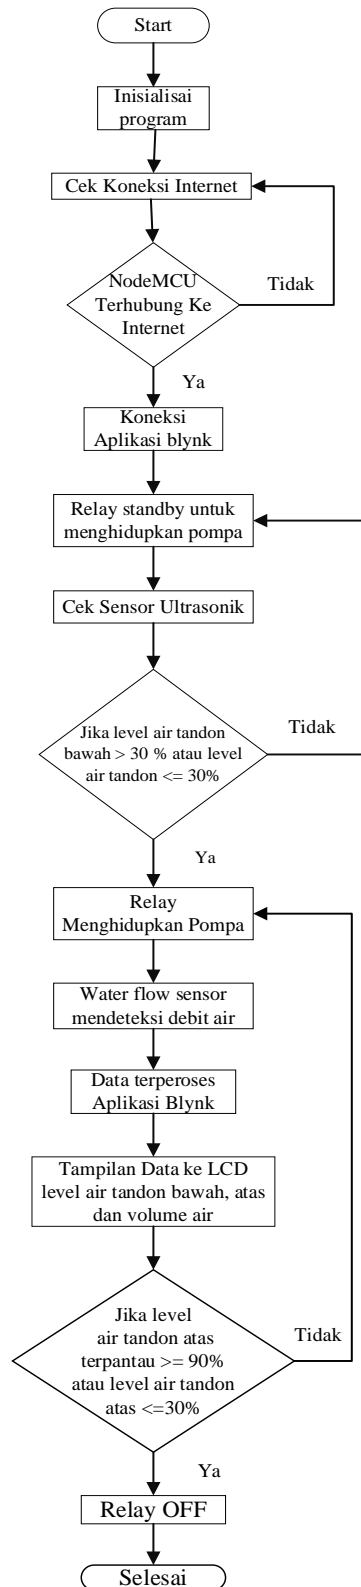 Start
Inisialisai
program
Cek Koneksi Internet
NodeMCU
Terhubung Ke
Internet
Tidak
Ya
Koneksi
Aplikasi blynk
Relay standby untuk
menghidupkan pompa
Cek Sensor Ultrasonik
Jika level air tandon
bawah > 30 % atau level
air tandon <= 30%
Tidak
Ya
Relay
Menghidupkan Pompa
Water flow sensor
mendeteksi debit air
Data terperoses
Aplikasi Blynk
Tampilan Data ke LCD
level air tandon bawah, atas
dan volume air
Jika level
air tandon atas
terpantau >= 90%
atau level air tandon
atas <=30%
Tidak
Ya
Relay OFF
Selesai